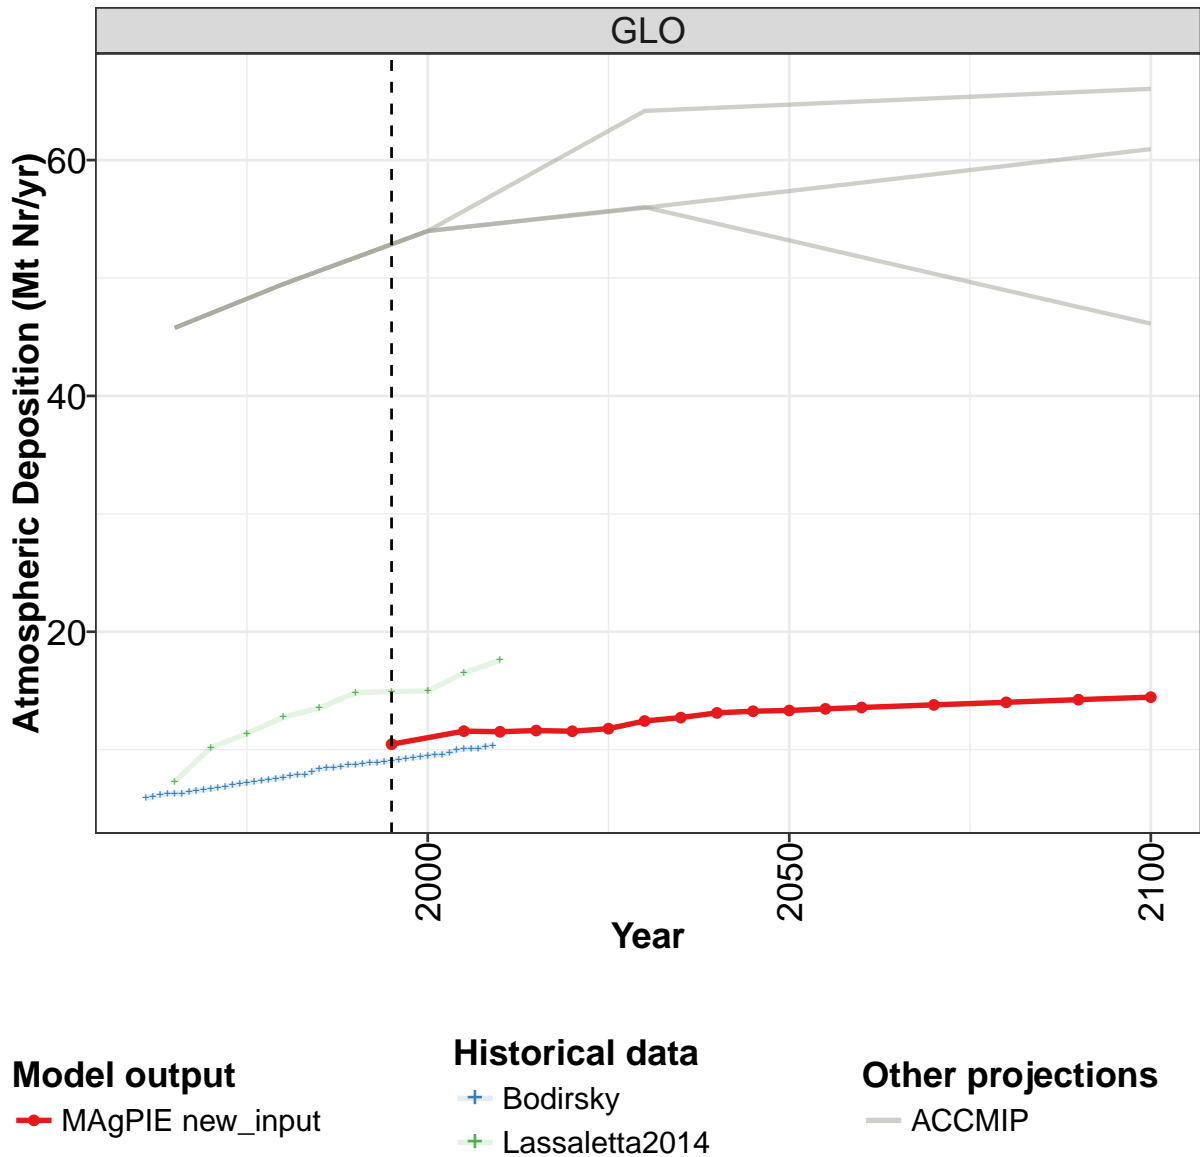 GLO
Atmospheric Deposition (Mt Nr/yr)
60
40
20
2000
2050
2100
Year
Model output
MAgPIE new_input
Historical data
Bodirsky
Lassaletta2014
Other projections
ACCMIP